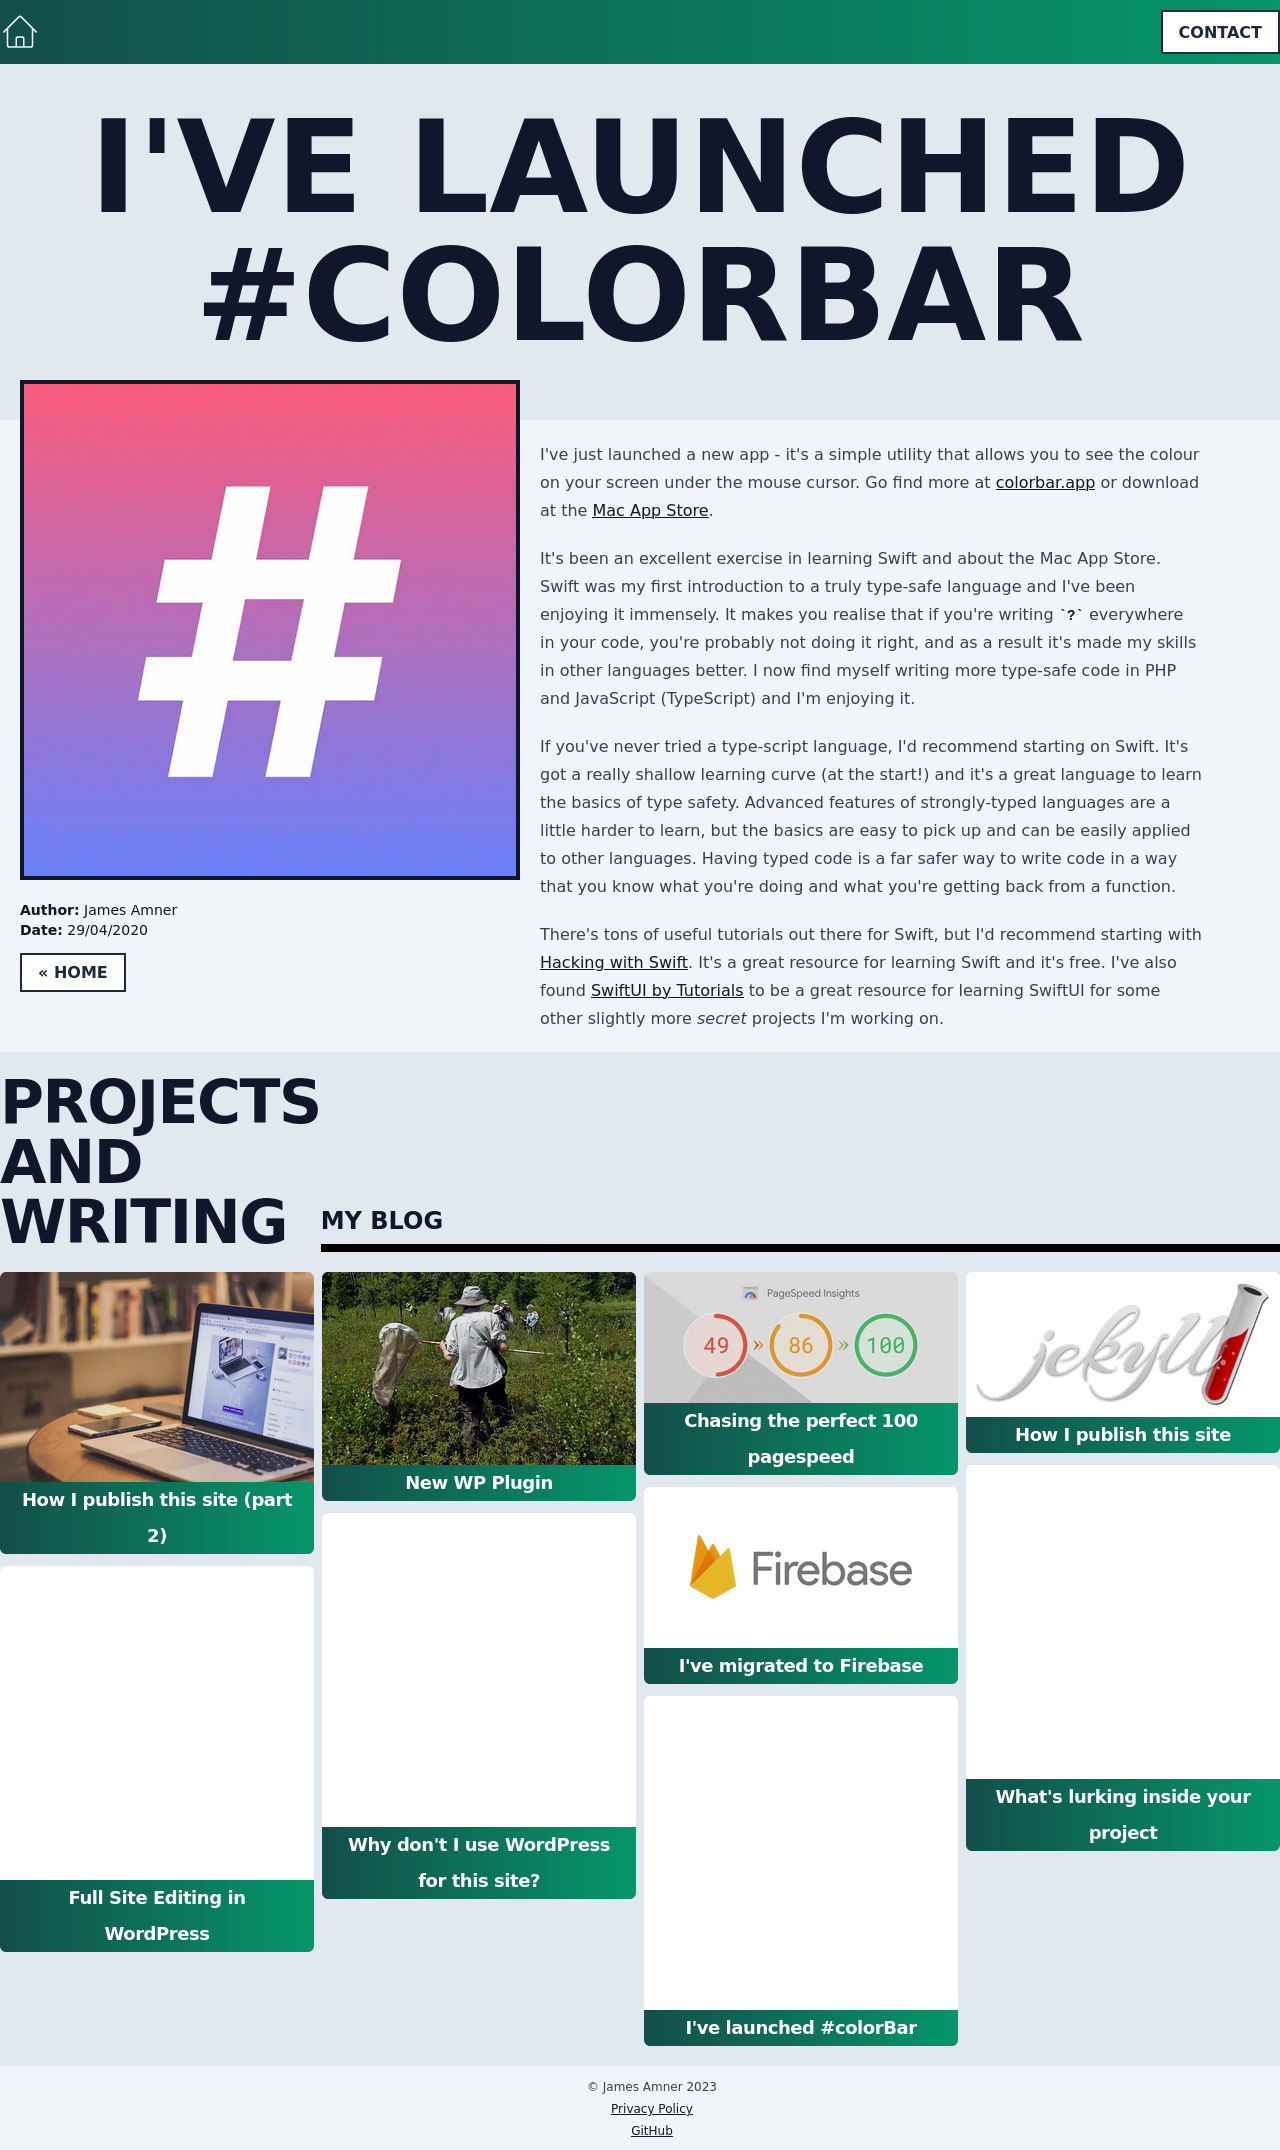 CONTACT
I'VE LAUNCHED
#COLORBAR
#
I've just launched a new app - it's a simple utility that allows you to see the colour
on your screen under the mouse cursor. Go find more at colorbar.app or download
at the Mac App Store.
It's been an excellent exercise in learning Swift and about the Mac App Store.
Swift was my first introduction to a truly type-safe language and I've been
enjoying it immensely. It makes you realise that if you're writing `?` everywhere
in your code, you're probably not doing it right, and as a result it's made my skills
in other languages better. I now find myself writing more type-safe code in PHP
and JavaScript (TypeScript) and I'm enjoying it.
If you've never tried a type-script language, I'd recommend starting on Swift. It's
got a really shallow learning curve (at the start!) and it's a great language to learn
the basics of type safety. Advanced features of strongly-typed languages are a
little harder to learn, but the basics are easy to pick up and can be easily applied
to other languages. Having typed code is a far safer way to write code in a way
that you know what you're doing and what you're getting back from a function.
There's tons of useful tutorials out there for Swift, but I'd recommend starting with
Hacking with Swift. It's a great resource for learning Swift and it's free. I've also
found SwiftUI by Tutorials to be a great resource for learning SwiftUI for some
other slightly more secret projects I'm working on.
Author: James Amner
Date: 29/04/2020
« HOME
PROJECTS
AND
WRITING
MY BLOG
How I publish this site (part
2)
Full Site Editing in
WordPress
New WP Plugin
Why don't I use WordPress
for this site?
PageSpeed Insights
49 » 86 » 100
Chasing the perfect 100
pagespeed
Firebase
I've migrated to Firebase
I've launched #colorBar
jekyll
How I publish this site
What's lurking inside your
project
© James Amner 2023
Privacy Policy
GitHub